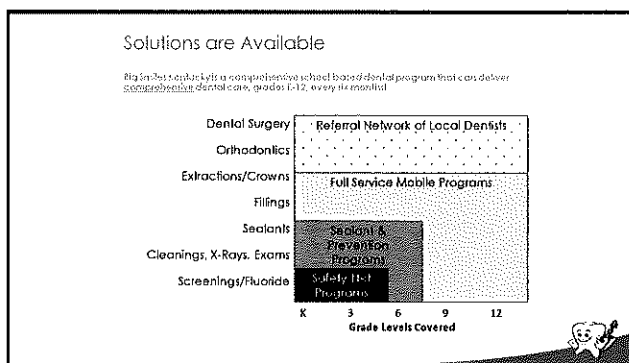 Solutions are Available
Big Smiles Kentucky is a comprehensive school based dental program that can deliver
comprehensive dental care, grades K-12, every six months!
Dental Surgery
Referral Network of Local Dentists
Orthodontics
Extractions/Crowns
Full Service Mobile Programs
Fillings
Sealants
Sealant &
Prevention
Programs
Cleanings, X-Rays, Exams
Screenings/Fluoride
Safety Net
Programs
K 3 6 9 12
Grade Levels Covered